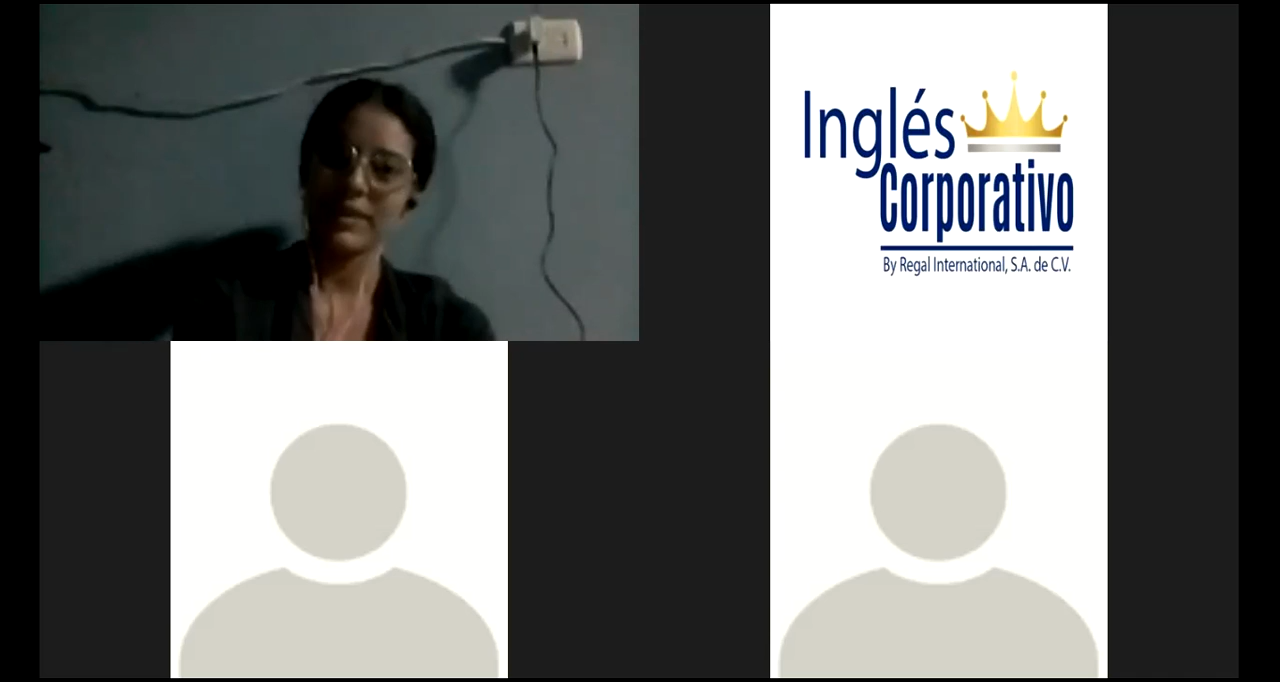 Inglés
Corporativo
By Regal International, S.A. de C.V.